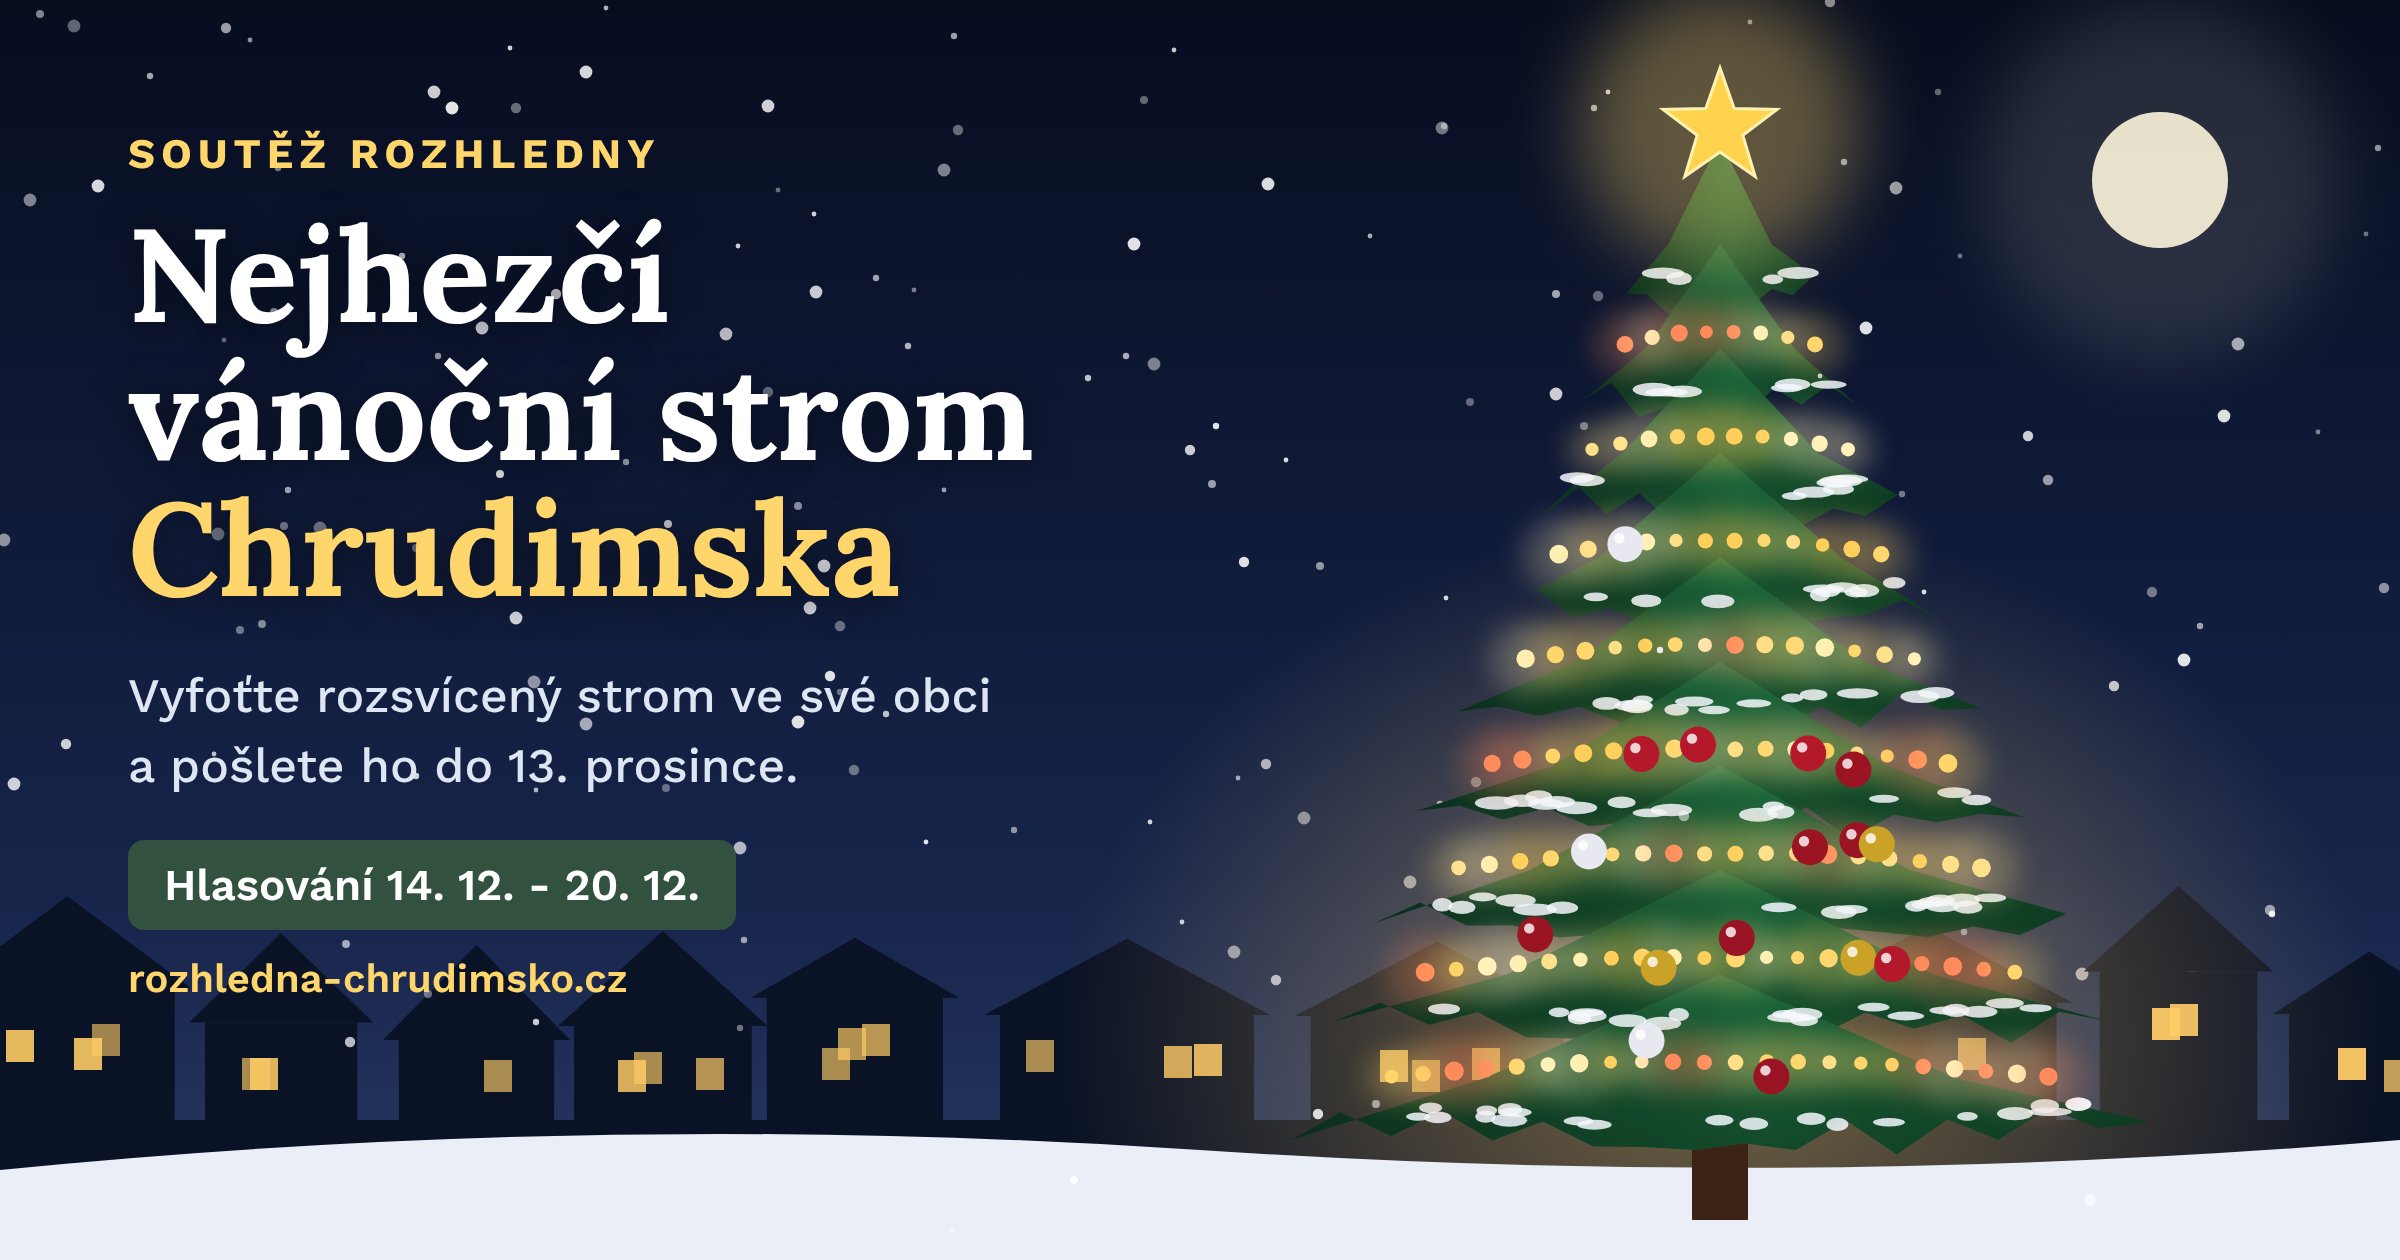 SOUTĚŽ ROZHLEDNY
Nejhezčí
vánoční strom
Chrudimska
Vyfoťte rozsvícený strom ve své obci
a pošlete ho do 13. prosince.
Hlasování 14. 12. - 20. 12.
rozhledna-chrudimsko.cz